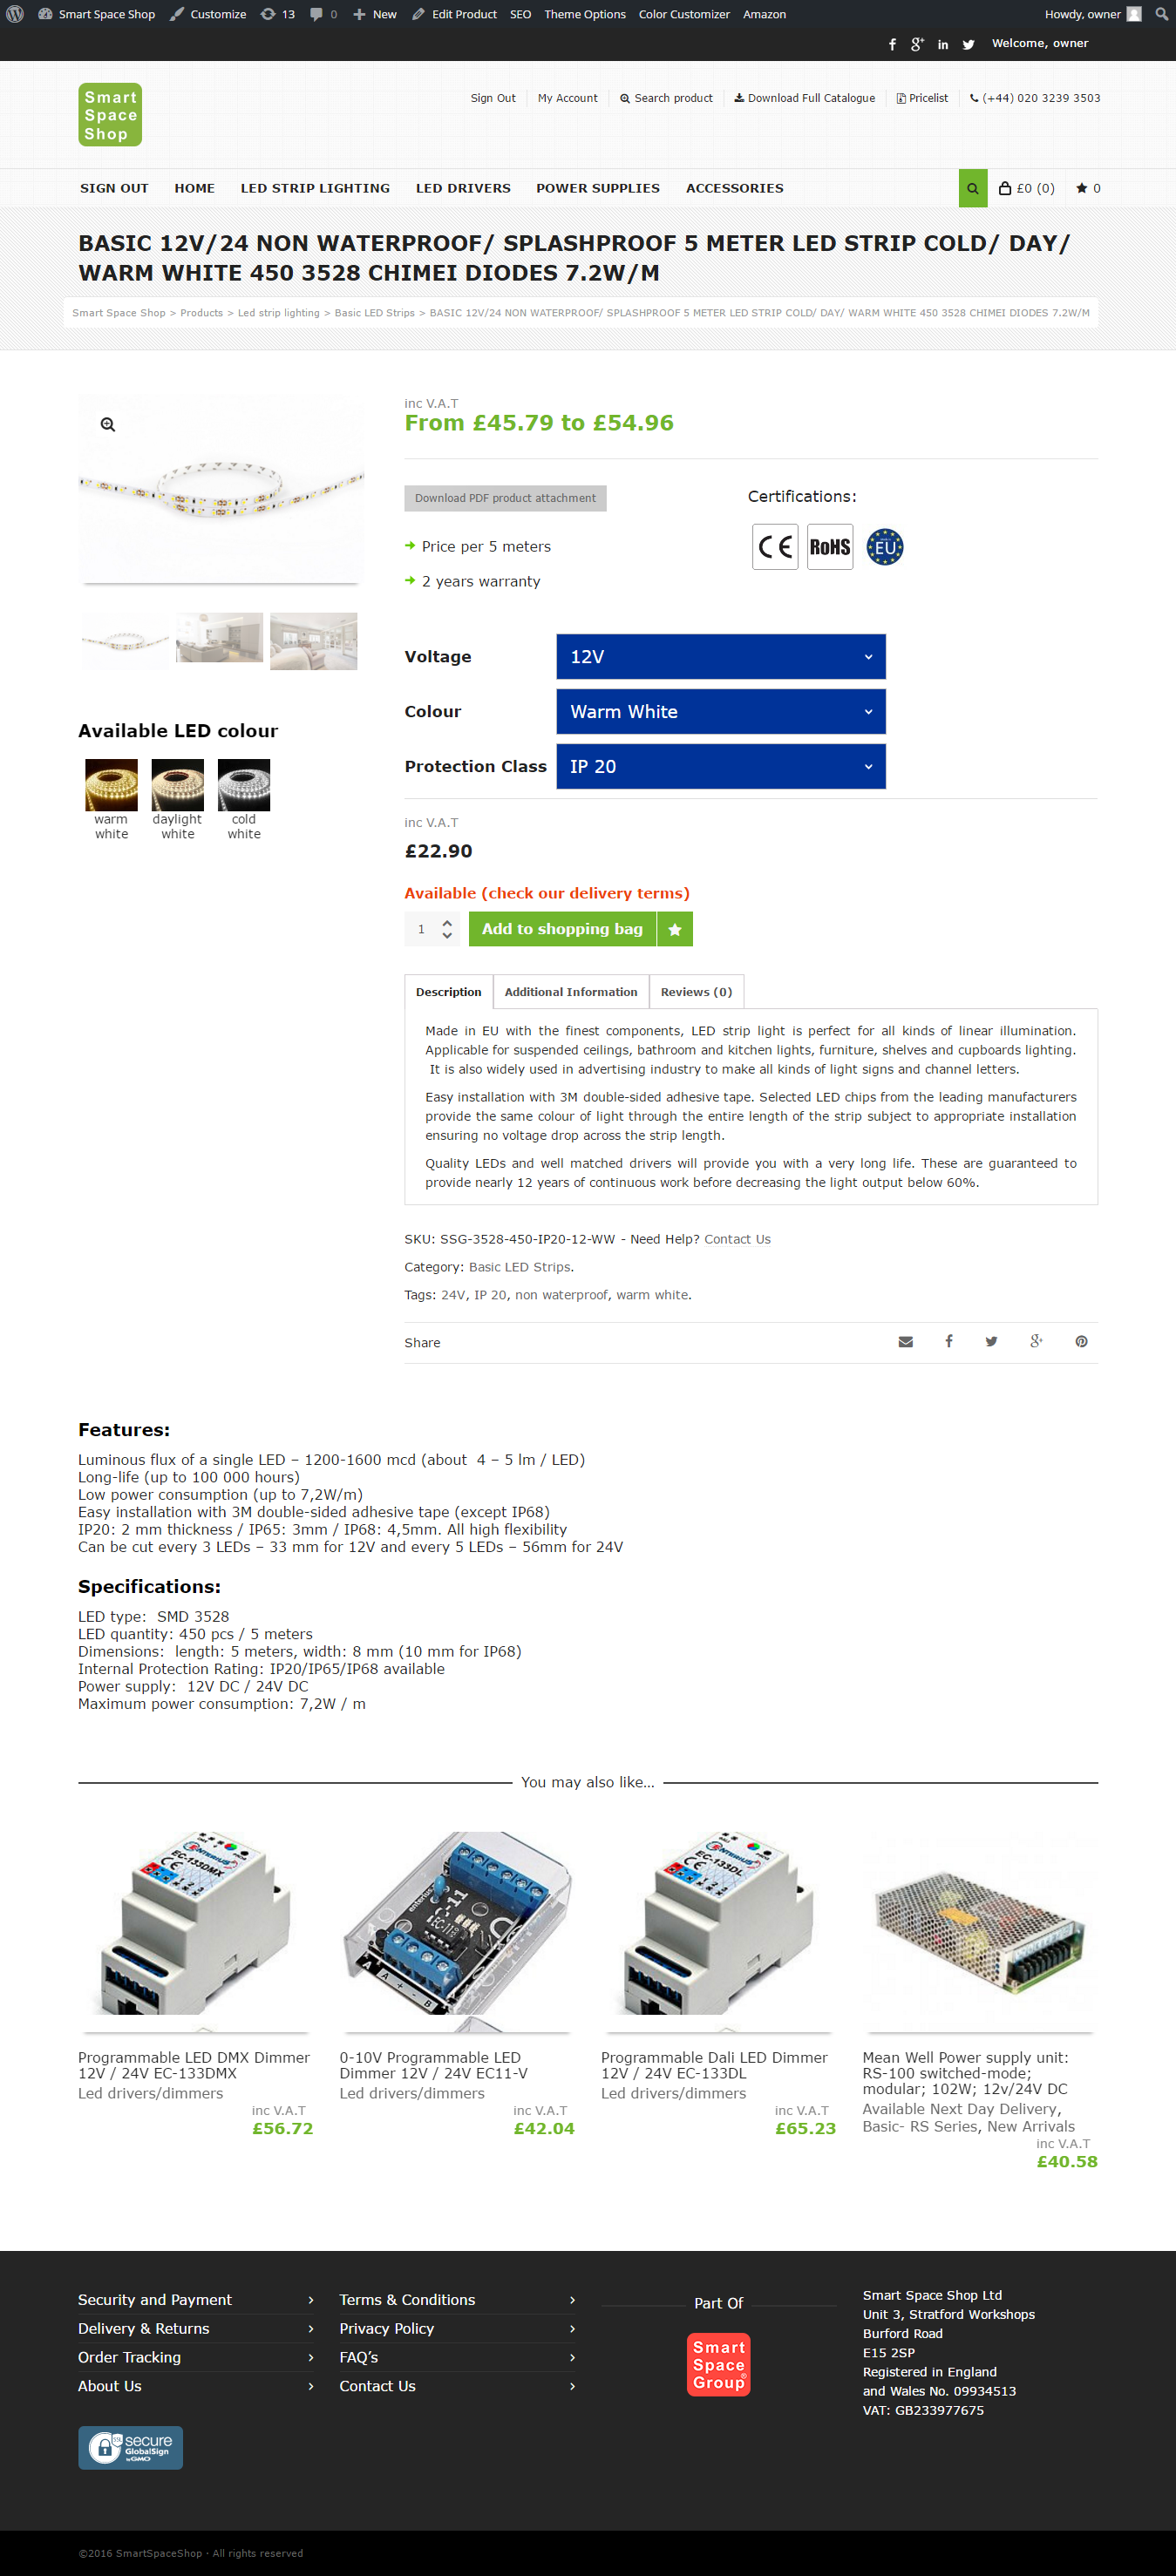 Smart Space Shop Customize 13 0 New Edit Product SEO Theme Options Color Customizer Amazon Howdy, owner
Welcome, owner
Smart
Space
Shop
Sign Out My Account Search product Download Full Catalogue Pricelist (+44) 020 3239 3503
SIGN OUT HOME LED STRIP LIGHTING LED DRIVERS POWER SUPPLIES ACCESSORIES £0 (0) 0
BASIC 12V/24 NON WATERPROOF/ SPLASHPROOF 5 METER LED STRIP COLD/ DAY/
WARM WHITE 450 3528 CHIMEI DIODES 7.2W/M
Smart Space Shop > Products > Led strip lighting > Basic LED Strips > BASIC 12V/24 NON WATERPROOF/ SPLASHPROOF 5 METER LED STRIP COLD/ DAY/ WARM WHITE 450 3528 CHIMEI DIODES 7.2W/M
inc V.A.T
From £45.79 to £54.96
Download PDF product attachment
Certifications:
CE RoHS EU
Price per 5 meters
2 years warranty
Voltage 12V
Colour Warm White
Protection Class IP 20
Available LED colour
warm white
daylight white
cold white
inc V.A.T
£22.90
Available (check our delivery terms)
1 Add to shopping bag
Description Additional Information Reviews (0)
Made in EU with the finest components, LED strip light is perfect for all kinds of linear illumination.
Applicable for suspended ceilings, bathroom and kitchen lights, furniture, shelves and cupboards lighting.
It is also widely used in advertising industry to make all kinds of light signs and channel letters.
Easy installation with 3M double-sided adhesive tape. Selected LED chips from the leading manufacturers
provide the same colour of light through the entire length of the strip subject to appropriate installation
ensuring no voltage drop across the strip length.
Quality LEDs and well matched drivers will provide you with a very long life. These are guaranteed to
provide nearly 12 years of continuous work before decreasing the light output below 60%.
SKU: SSG-3528-450-IP20-12-WW - Need Help? Contact Us
Category: Basic LED Strips.
Tags: 24V, IP 20, non waterproof, warm white.
Share
Features:
Luminous flux of a single LED – 1200-1600 mcd (about 4 – 5 lm / LED)
Long-life (up to 100 000 hours)
Low power consumption (up to 7,2W/m)
Easy installation with 3M double-sided adhesive tape (except IP68)
IP20: 2 mm thickness / IP65: 3mm / IP68: 4,5mm. All high flexibility
Can be cut every 3 LEDs – 33 mm for 12V and every 5 LEDs – 56mm for 24V
Specifications:
LED type: SMD 3528
LED quantity: 450 pcs / 5 meters
Dimensions: length: 5 meters, width: 8 mm (10 mm for IP68)
Internal Protection Rating: IP20/IP65/IP68 available
Power supply: 12V DC / 24V DC
Maximum power consumption: 7,2W / m
You may also like...
ENTERIUS
EC-133DMX
CE
enterius
EC-11
A A + - B
ENTERIUS
EC-133DL
CE
Programmable LED DMX Dimmer
12V / 24V EC-133DMX
Led drivers/dimmers
inc V.A.T
£56.72
0-10V Programmable LED
Dimmer 12V / 24V EC11-V
Led drivers/dimmers
inc V.A.T
£42.04
Programmable Dali LED Dimmer
12V / 24V EC-133DL
Led drivers/dimmers
inc V.A.T
£65.23
Mean Well Power supply unit:
RS-100 switched-mode;
modular; 102W; 12v/24V DC
Available Next Day Delivery,
Basic- RS Series, New Arrivals
inc V.A.T
£40.58
Security and Payment
Delivery & Returns
Order Tracking
About Us
Terms & Conditions
Privacy Policy
FAQ's
Contact Us
Part Of
Smart
Space
Group®
Smart Space Shop Ltd
Unit 3, Stratford Workshops
Burford Road
E15 2SP
Registered in England
and Wales No. 09934513
VAT: GB233977675
SSL secure
GlobalSign
by GMO
©2016 SmartSpaceShop · All rights reserved